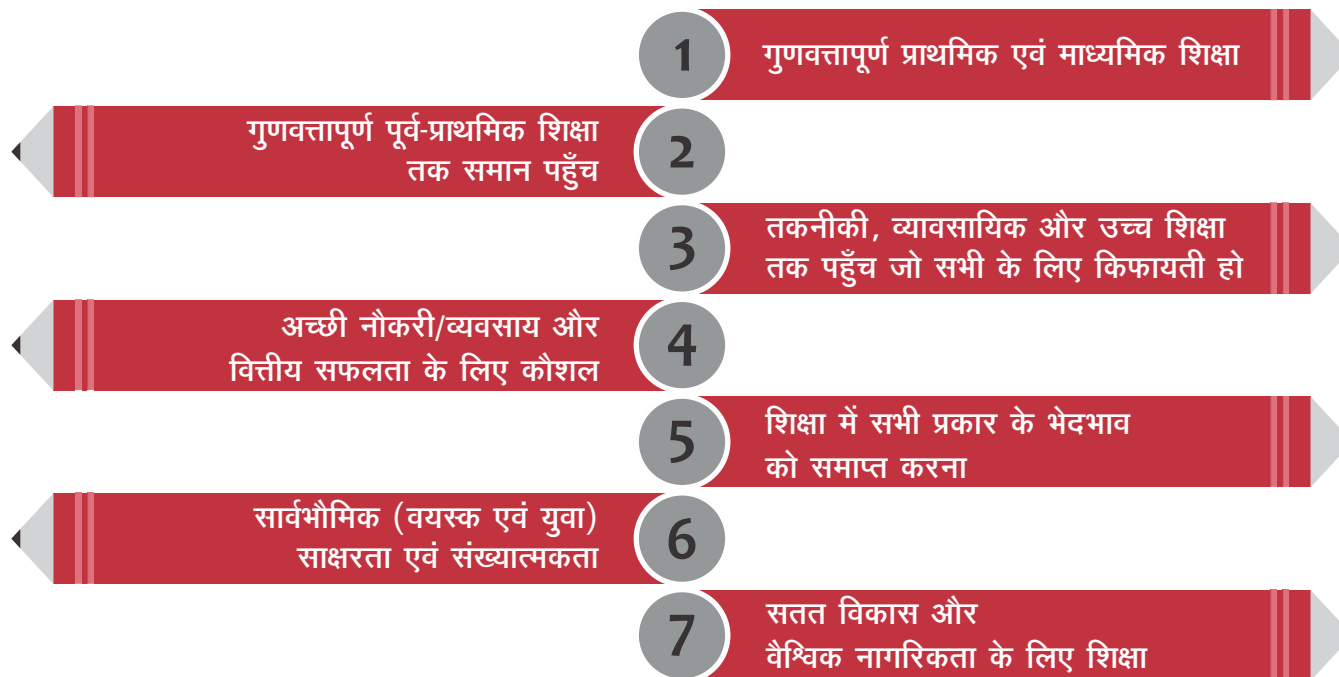 1
गुणवत्तापूर्ण प्राथमिक एवं माध्यमिक शिक्षा
गुणवत्तापूर्ण पूर्व-प्राथमिक शिक्षा
तक समान पहुँच
2
3
तकनीकी, व्यावसायिक और उच्च शिक्षा
तक पहुँच जो सभी के लिए किफायती हो
अच्छी नौकरी/व्यवसाय और
वित्तीय सफलता के लिए कौशल
4
5
शिक्षा में सभी प्रकार के भेदभाव
को समाप्त करना
सार्वभौमिक (वयस्क एवं युवा)
साक्षरता एवं संख्यात्मकता
6
7
सतत विकास और
वैश्विक नागरिकता के लिए शिक्षा